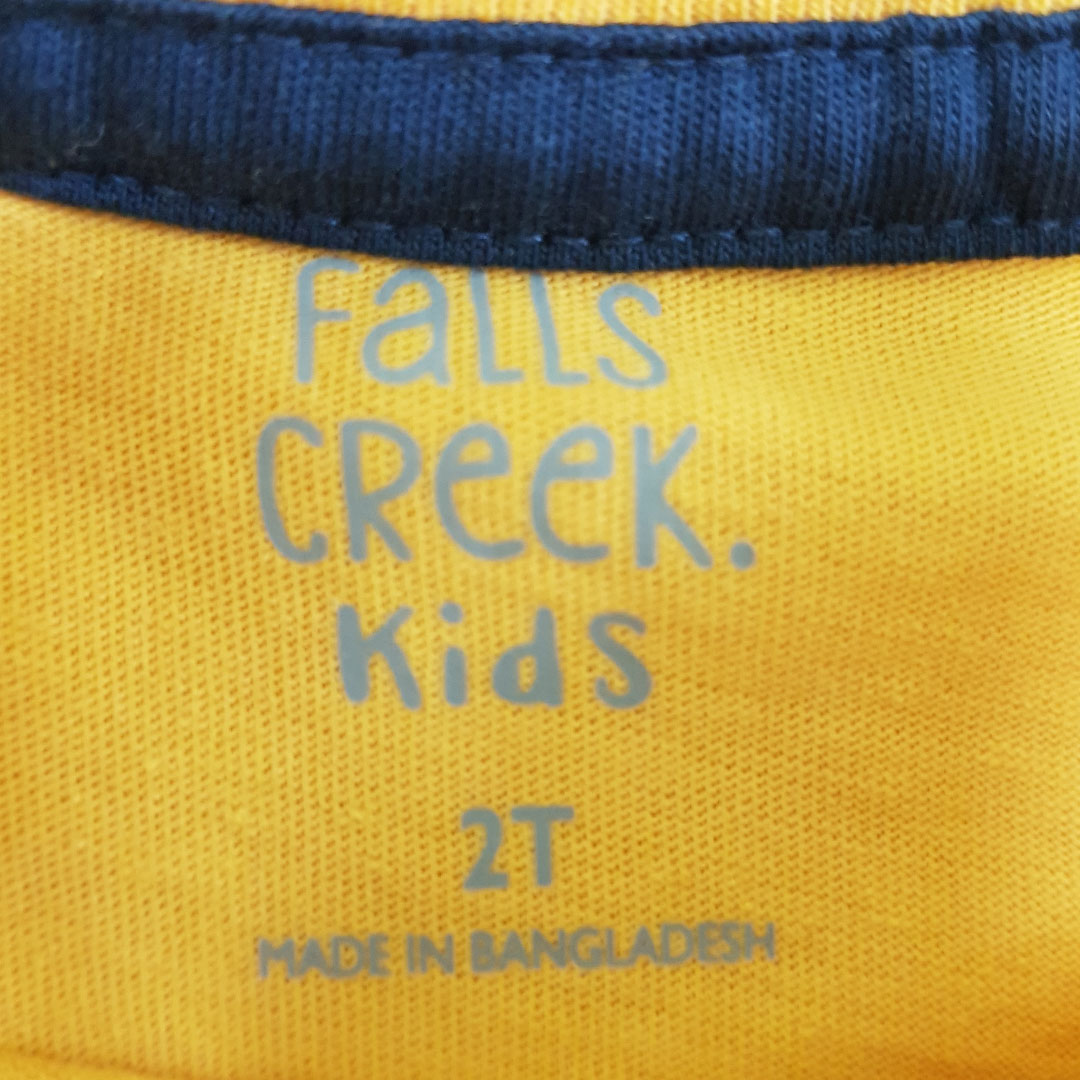 Falls
Creek.
Kids
2T
MADE IN BANGLADESH